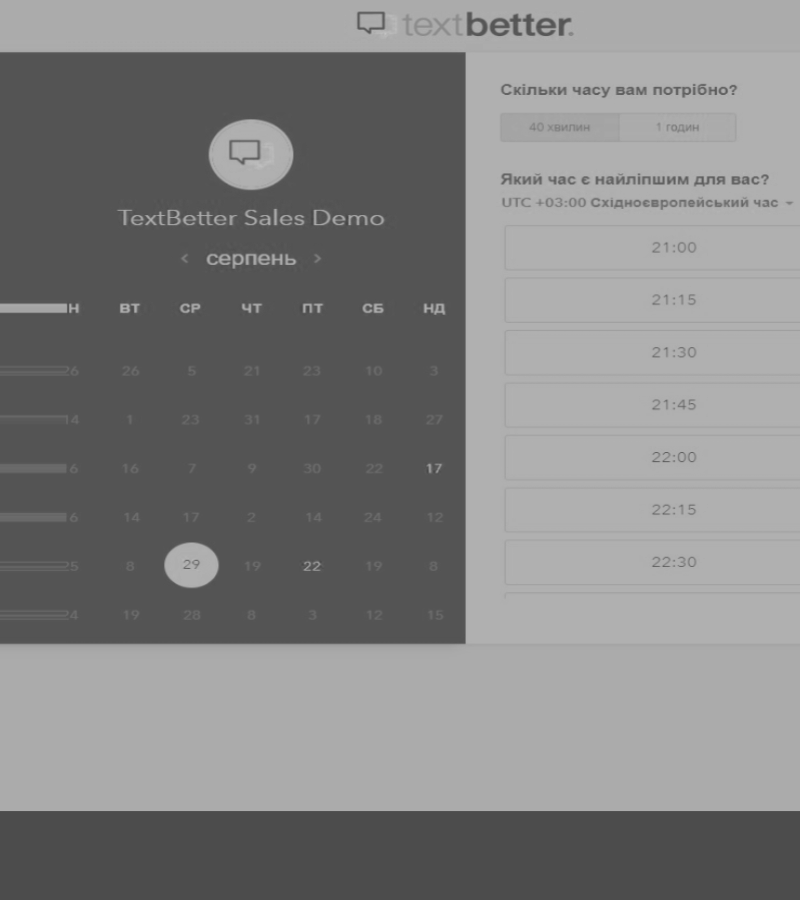 textbetter.
TextBetter Sales Demo
‹ серпень ›
Н ВТ СР ЧТ ПТ СБ НД
26 26 5 21 23 10 3
14 1 23 31 17 18 27
6 16 7 9 30 22 17
6 14 17 2 14 24 12
25 8 29 19 22 19 8
24 19 28 8 3 12 15
Скільки часу вам потрібно?
40 хвилин 1 годин
Який час є найліпшим для вас?
UTC +03:00 Східноєвропейський час
21:00
21:15
21:30
21:45
22:00
22:15
22:30